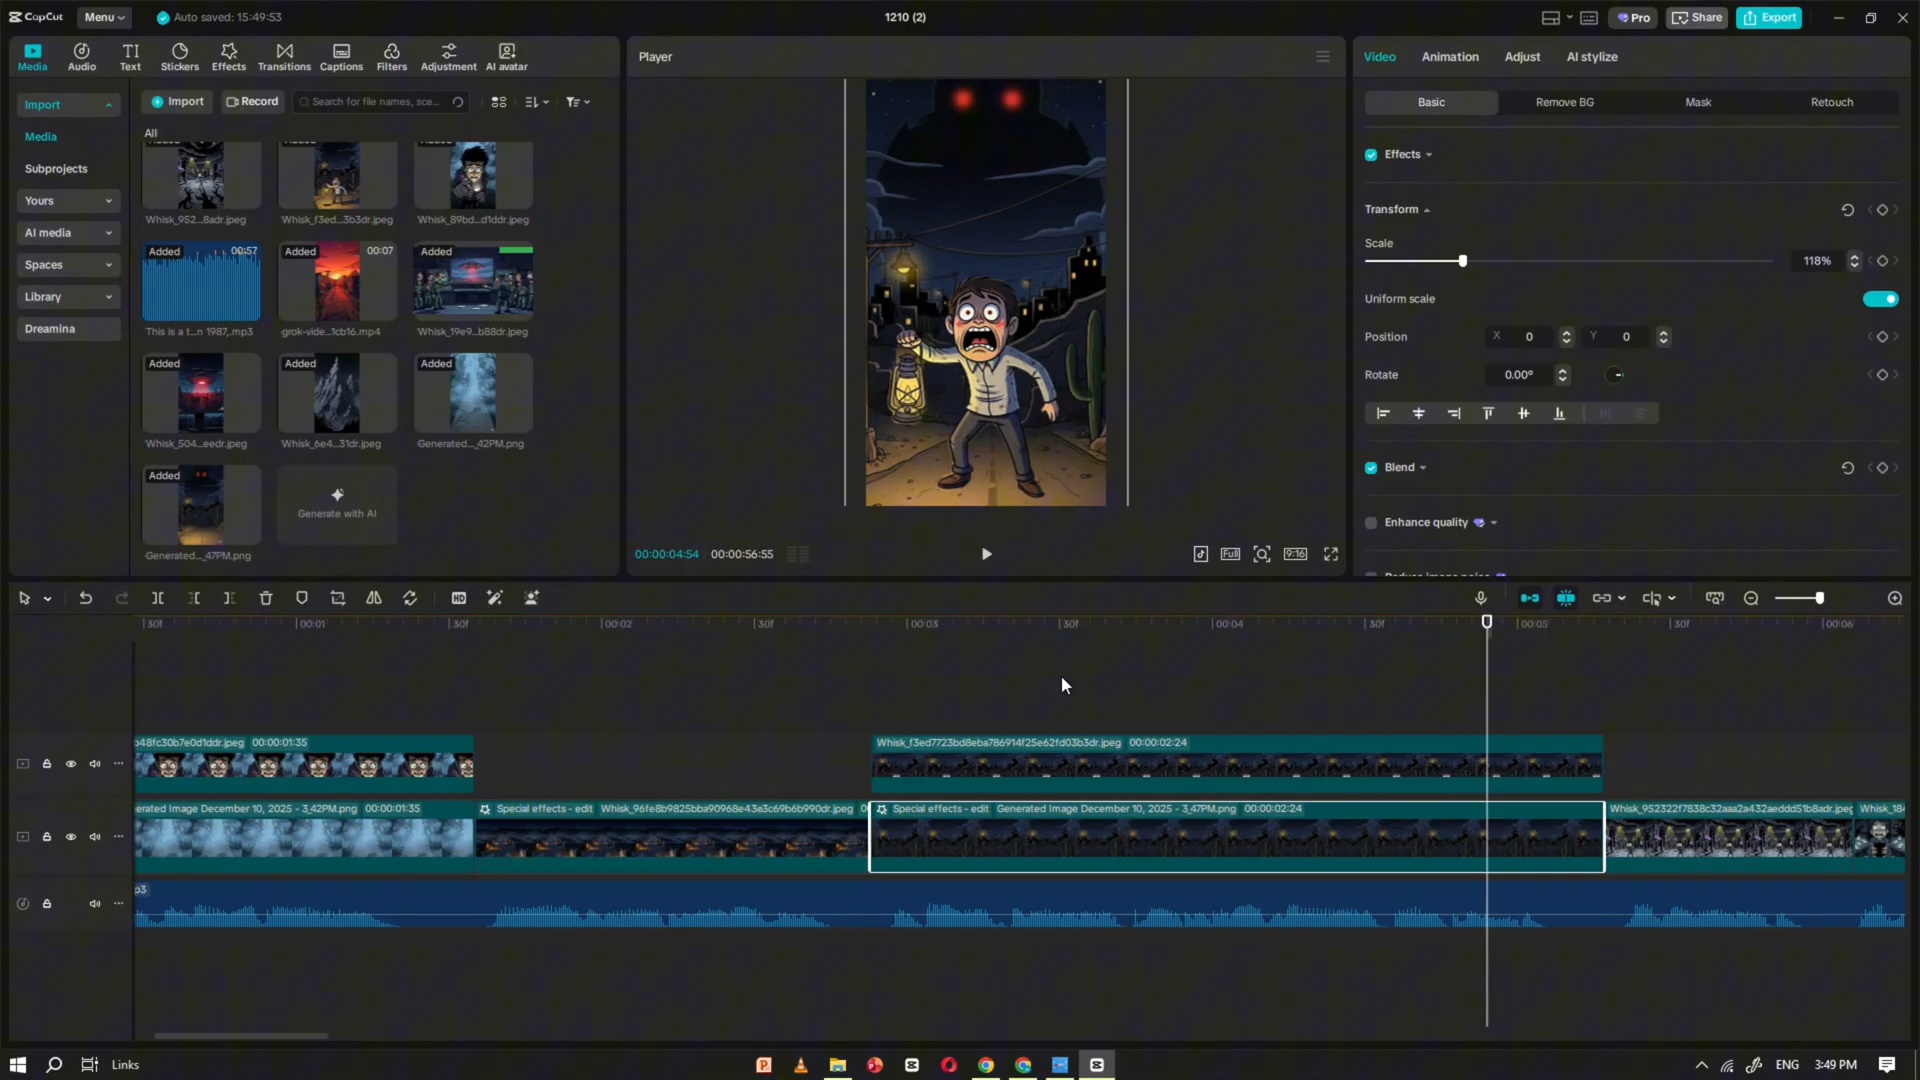 CapCut
Menu
Auto saved: 15:49:53
1210 (2)
Pro
Share
Export
Media
Audio
TI
Text
Stickers
Effects
Transitions
Captions
Filters
Adjustment
AI avatar
Player
Video
Animation
Adjust
AI stylize
Import
Media
Subprojects
Yours
AI media
Spaces
Library
Dreamina
Import
Record
Search for file names, sce...
All
Whisk_952...8adr.jpeg
Whisk_f3ed...3b3dr.jpeg
Whisk_89bd...d1ddr.jpeg
Added
00:57
Added
00:07
Added
This is a t...n 1987,.mp3
grok-vide...1cb16.mp4
Whisk_19e9...b88dr.jpeg
Added
Added
Added
Whisk_504...eedr.jpeg
Whisk_6e4...31dr.jpeg
Generated..._42PM.png
Added
Generate with AI
Generated..._47PM.png
00:00:04:54
00:00:56:55
Full
9:16
Basic
Remove BG
Mask
Retouch
Effects
Transform
Scale
118%
Uniform scale
Position
X
0
Y
0
Rotate
0.00°
Blend
Enhance quality
HD
30f
00:01
30f
00:02
30f
00:03
30f
00:04
30f
00:05
30f
00:06
b48fc30b7e0d1ddr.jpeg 00:00:01:35
Whisk_f3ed7723bd8eba786914f25e62fd03b3dr.jpeg 00:00:02:24
erated Image December 10, 2025 - 3_42PM.png 00:00:01:35
Special effects - edit Whisk_96fe8b9825bba90968e43e3c69b6b990dr.jpeg
Special effects - edit Generated Image December 10, 2025 - 3_47PM.png 00:00:02:24
Whisk_952322f7838c32aaa2a432aeddd51b8adr.jpeg
Whisk_18
p3
Links
ENG
3:49 PM